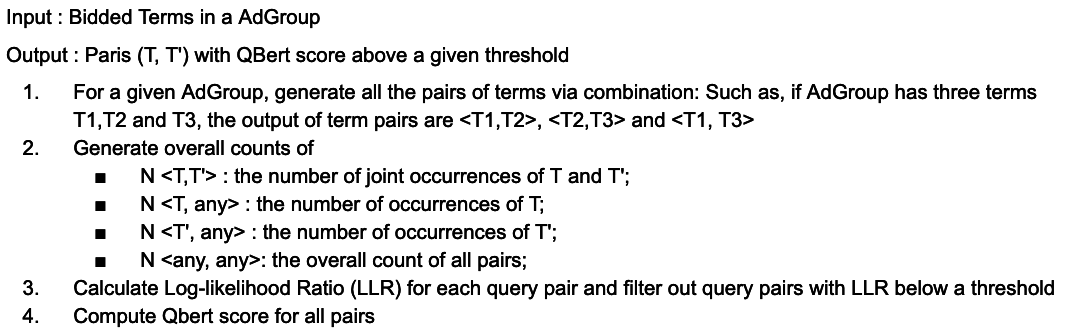 Input : Bidded Terms in a AdGroup
Output : Paris (T, T') with QBert score above a given threshold
1. For a given AdGroup, generate all the pairs of terms via combination: Such as, if AdGroup has three terms
T1,T2 and T3, the output of term pairs are <T1,T2>, <T2,T3> and <T1, T3>
2. Generate overall counts of
■ N <T,T'> : the number of joint occurrences of T and T';
■ N <T, any> : the number of occurrences of T;
■ N <T', any> : the number of occurrences of T';
■ N <any, any>: the overall count of all pairs;
3. Calculate Log-likelihood Ratio (LLR) for each query pair and filter out query pairs with LLR below a threshold
4. Compute Qbert score for all pairs